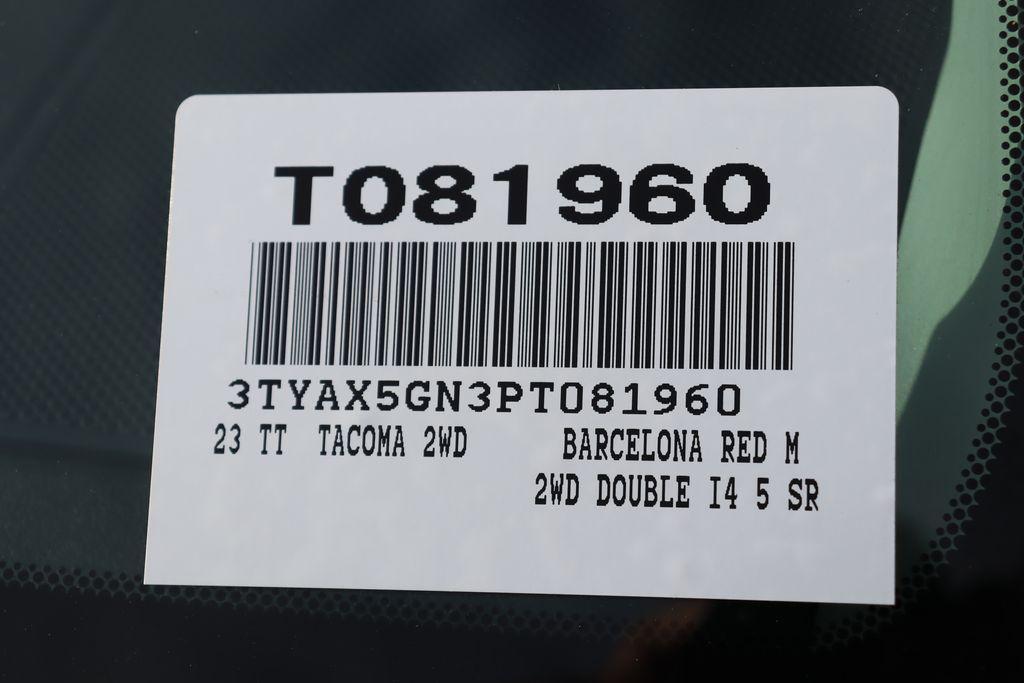 T081960
3TYAX5GN3PT081960
23 TT TACOMA 2WD BARCELONA RED M
2WD DOUBLE I4 5 SR